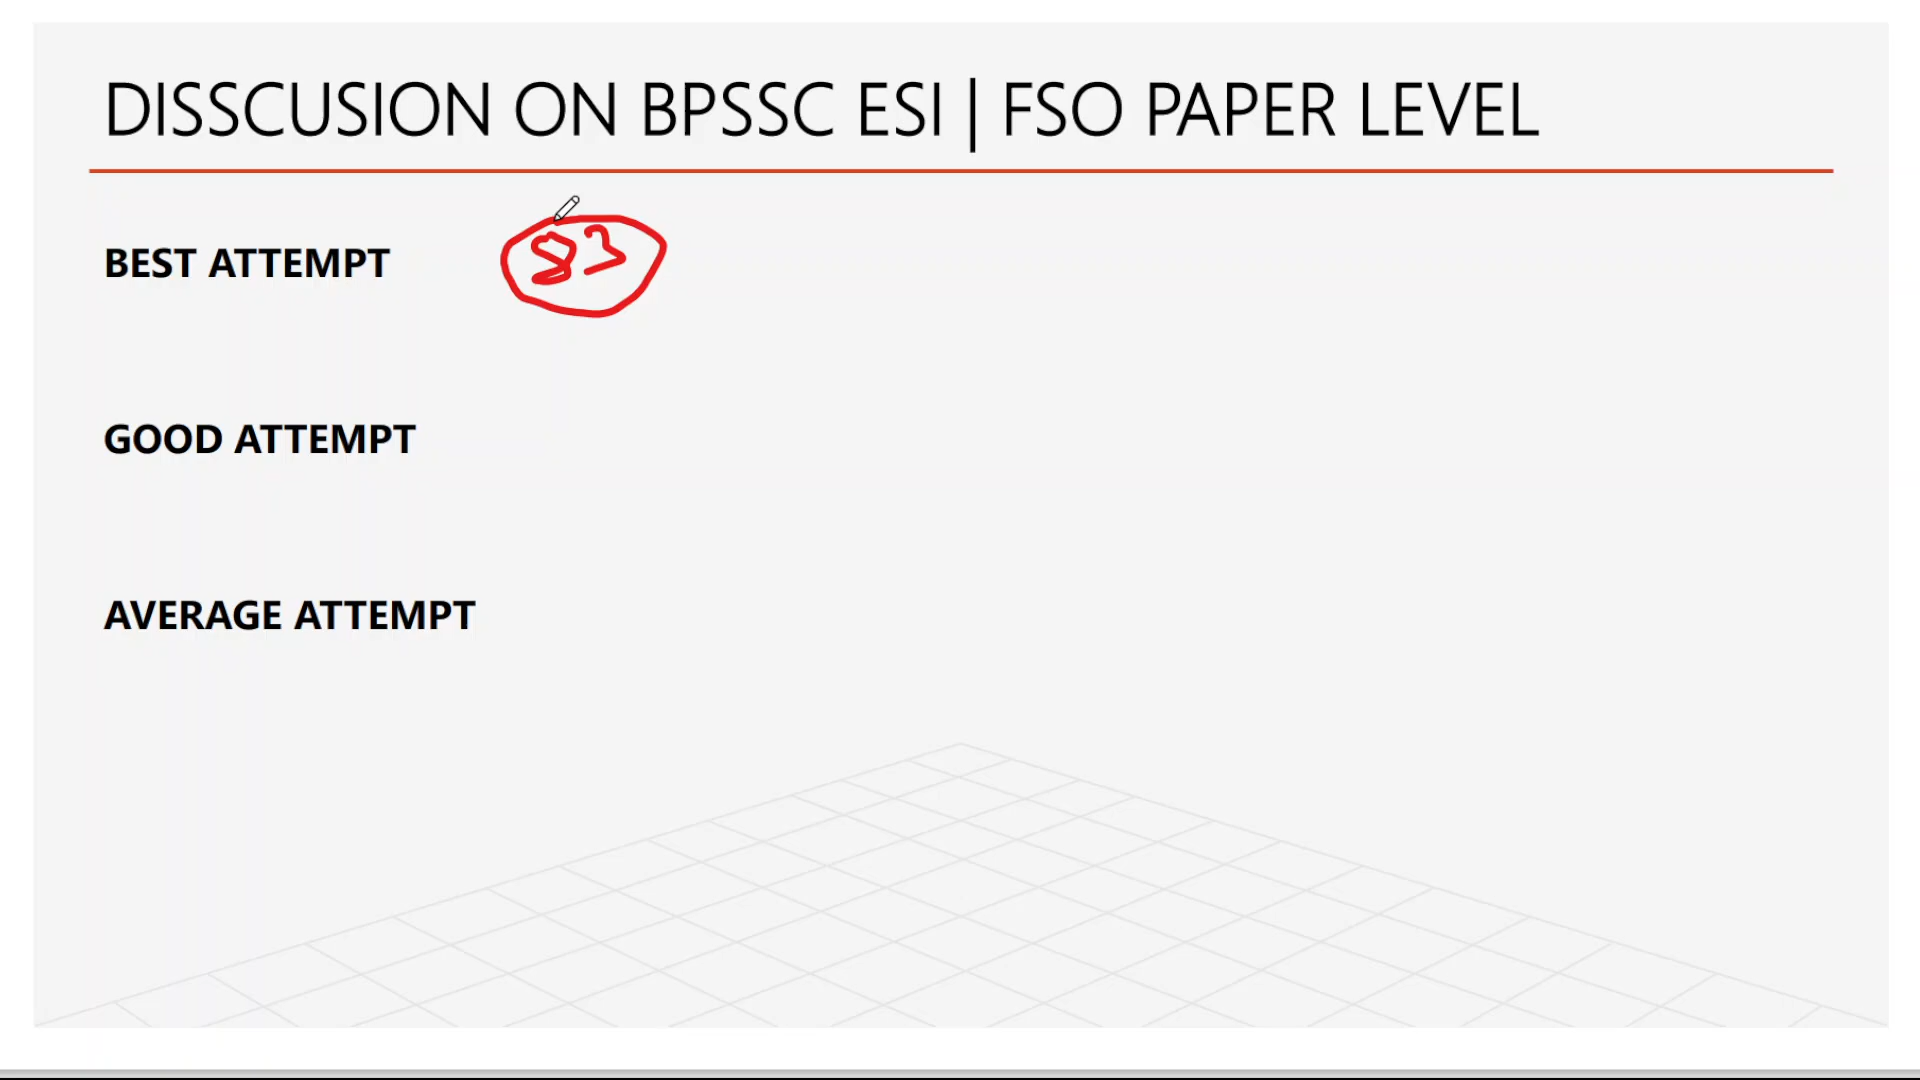 DISSCUSION ON BPSSC ESI | FSO PAPER LEVEL
BEST ATTEMPT 83
GOOD ATTEMPT
AVERAGE ATTEMPT